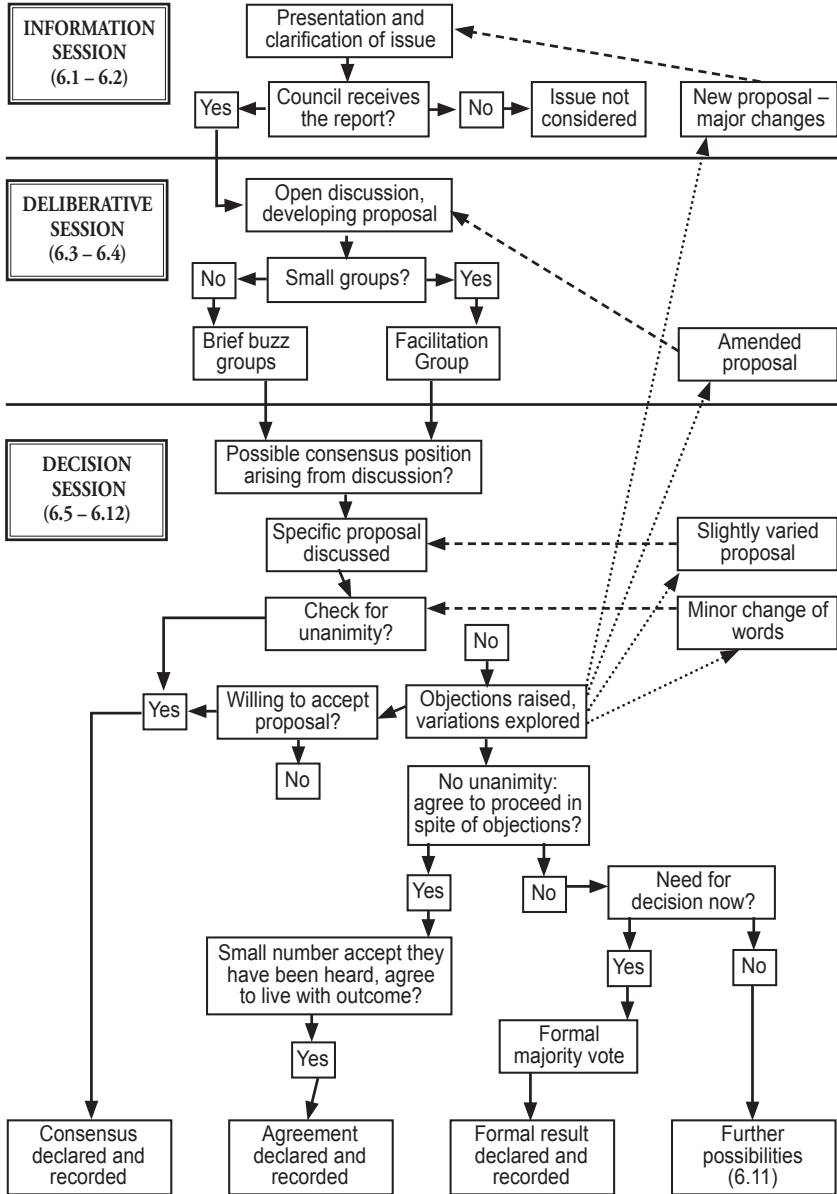 INFORMATION
SESSION
(6.1 – 6.2)
Presentation and
clarification of issue
Yes
Council receives
the report?
No
Issue not
considered
New proposal –
major changes
DELIBERATIVE
SESSION
(6.3 – 6.4)
Open discussion,
developing proposal
No
Small groups?
Yes
Brief buzz
groups
Facilitation
Group
Amended
proposal
DECISION
SESSION
(6.5 – 6.12)
Possible consensus position
arising from discussion?
Specific proposal
discussed
Slightly varied
proposal
Check for
unanimity?
Minor change of
words
No
Yes
Willing to accept
proposal?
Objections raised,
variations explored
No
No unanimity:
agree to proceed in
spite of objections?
Yes
No
Need for
decision now?
Small number accept they
have been heard, agree
to live with outcome?
Yes
No
Yes
Formal
majority vote
Consensus
declared and
recorded
Agreement
declared and
recorded
Formal result
declared and
recorded
Further
possibilities
(6.11)